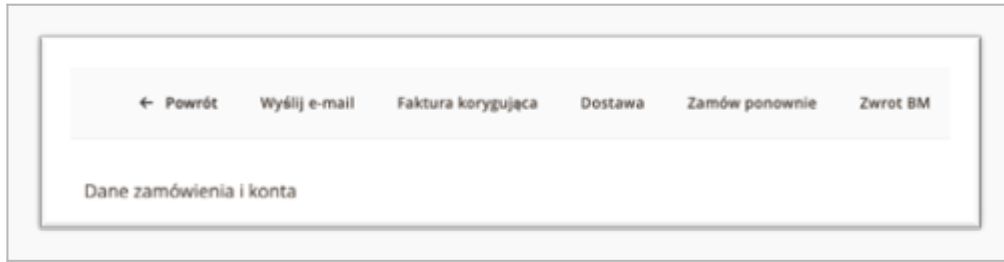 ← Powrót Wyślij e-mail Faktura korygująca Dostawa Zamów ponownie Zwrot BM
Dane zamówienia i konta